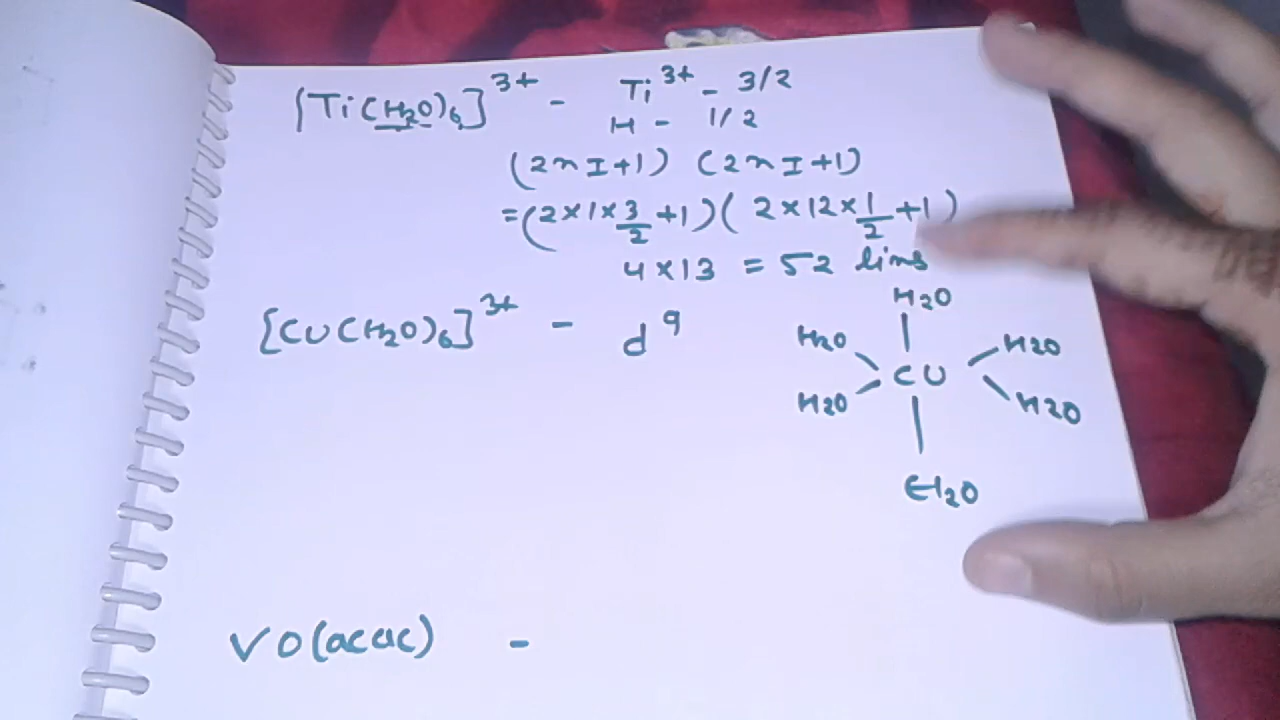 [Ti(H2O)6]3+ - Ti3+ - 3/2
H - 1/2
(2nI+1) (2nI+1)
=(2×1×3/2+1)(2×12×1/2+1)
4×13 = 52 lins
[CU(H2O)6]3+ - d9
H2O
H2O H2O
CU
H2O H2O
H2O
VO(acac) -